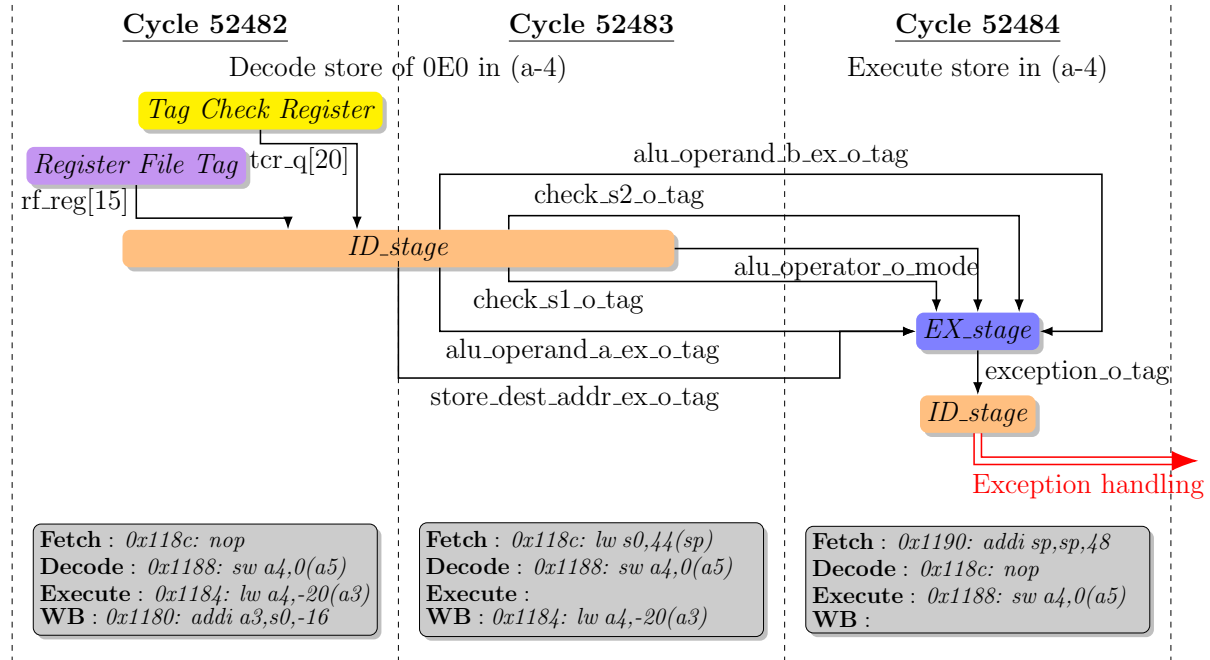 Cycle 52482
Cycle 52483
Cycle 52484
Decode store of 0E0 in (a-4)
Execute store in (a-4)
Tag Check Register
Register File Tag
tcr_q[20]
rf_reg[15]
alu_operand_b_ex_o_tag
check_s2_o_tag
ID_stage
alu_operator_o_mode
check_s1_o_tag
EX_stage
alu_operand_a_ex_o_tag
exception_o_tag
store_dest_addr_ex_o_tag
ID_stage
Exception handling
Fetch : 0x118c: nop
Decode : 0x1188: sw a4,0(a5)
Execute : 0x1184: lw a4,-20(a3)
WB : 0x1180: addi a3,s0,-16
Fetch : 0x118c: lw s0,44(sp)
Decode : 0x1188: sw a4,0(a5)
Execute :
WB : 0x1184: lw a4,-20(a3)
Fetch : 0x1190: addi sp,sp,48
Decode : 0x118c: nop
Execute : 0x1188: sw a4,0(a5)
WB :